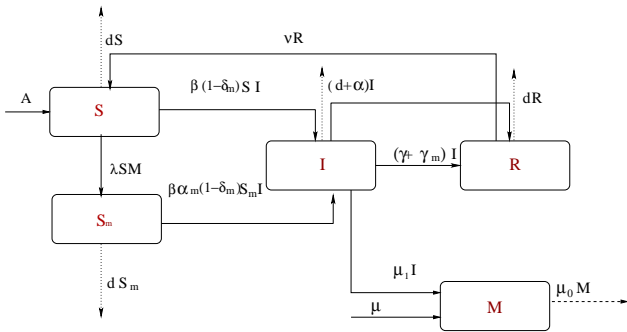 dS
νR
β (1−δm) S I
(d+α)I
dR
A
S
λSM
I
(γ+ γm) I
R
Sm
βαm(1−δm)SmI
d Sm
μ1 I
μ
M
μ0 M